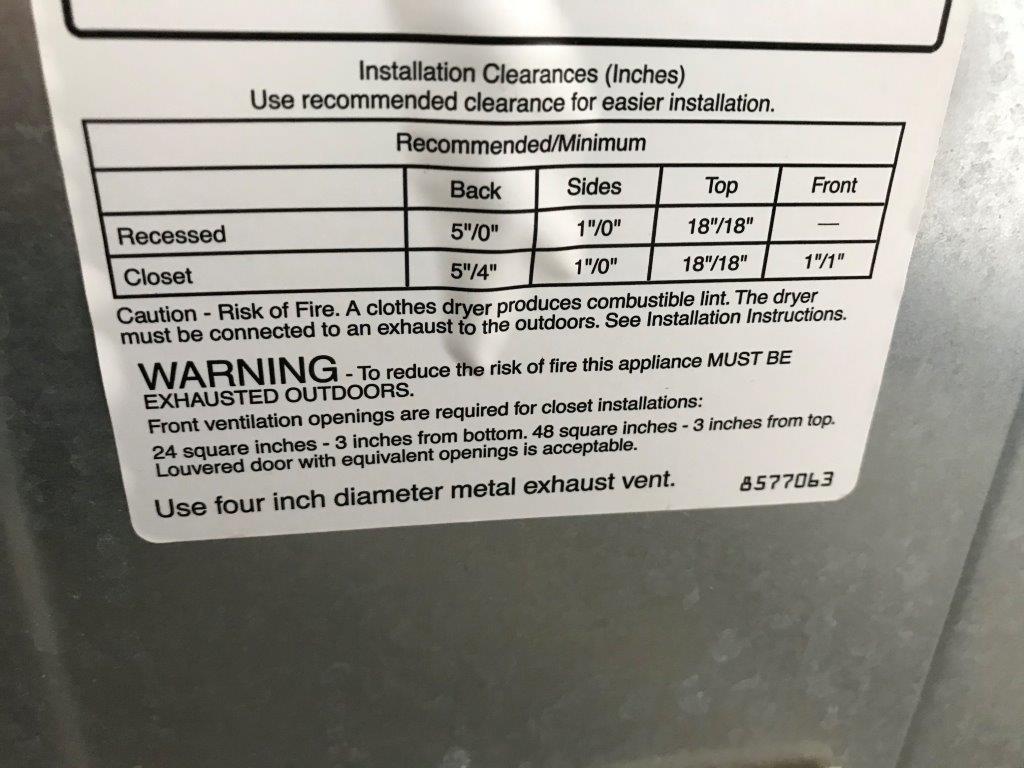 Installation Clearances (Inches)
Use recommended clearance for easier installation.
Recommended/Minimum
Back Sides Top Front
Recessed 5"/0" 1"/0" 18"/18" —
Closet 5"/4" 1"/0" 18"/18" 1"/1"
Caution - Risk of Fire. A clothes dryer produces combustible lint. The dryer
must be connected to an exhaust to the outdoors. See Installation Instructions.
WARNING - To reduce the risk of fire this appliance MUST BE
EXHAUSTED OUTDOORS.
Front ventilation openings are required for closet installations:
24 square inches - 3 inches from bottom. 48 square inches - 3 inches from top.
Louvered door with equivalent openings is acceptable.
Use four inch diameter metal exhaust vent. 8577063